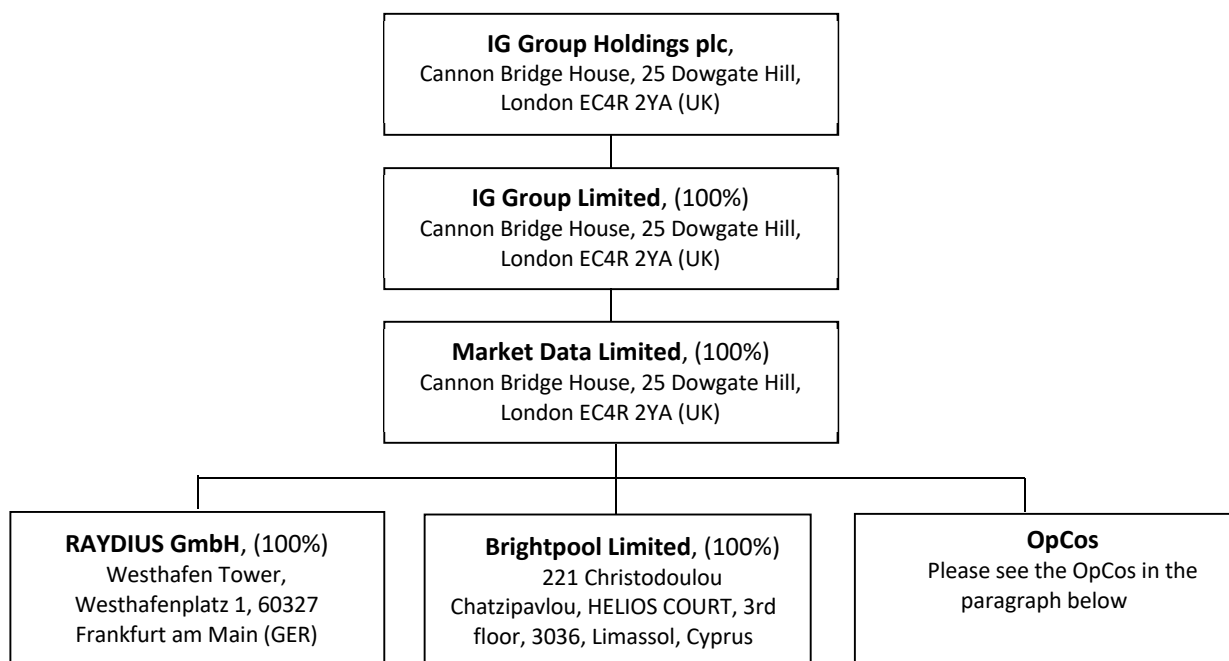 IG Group Holdings plc,
Cannon Bridge House, 25 Dowgate Hill,
London EC4R 2YA (UK)
IG Group Limited, (100%)
Cannon Bridge House, 25 Dowgate Hill,
London EC4R 2YA (UK)
Market Data Limited, (100%)
Cannon Bridge House, 25 Dowgate Hill,
London EC4R 2YA (UK)
RAYDIUS GmbH, (100%)
Westhafen Tower,
Westhafenplatz 1, 60327
Frankfurt am Main (GER)
Brightpool Limited, (100%)
221 Christodoulou
Chatzipavlou, HELIOS COURT, 3rd
floor, 3036, Limassol, Cyprus
OpCos
Please see the OpCos in the
paragraph below